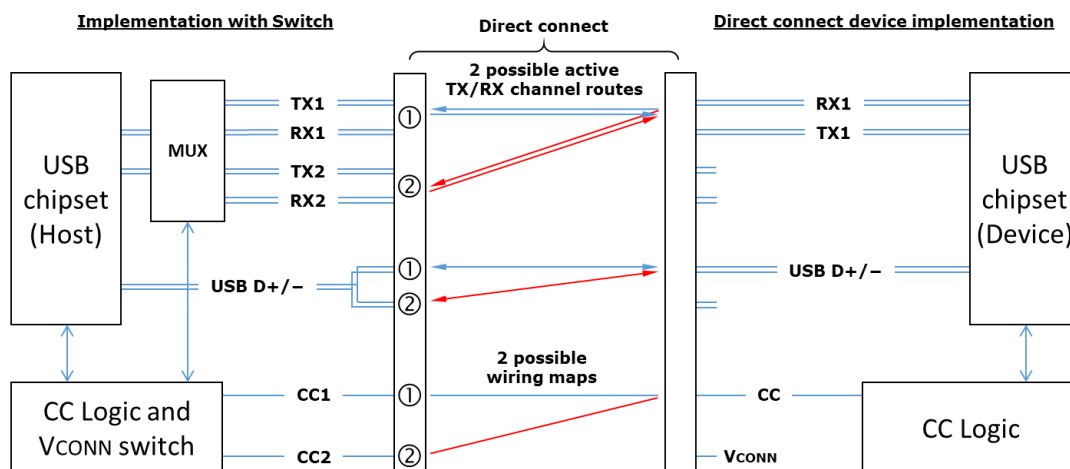 Implementation with Switch
Direct connect
Direct connect device implementation
2 possible active
TX/RX channel routes
USB
chipset
(Host)
MUX
TX1
RX1
TX2
RX2
①
②
RX1
TX1
USB
chipset
(Device)
USB D+/−
①
②
USB D+/−
2 possible
wiring maps
CC Logic and
VCONN switch
CC1
①
CC
CC Logic
CC2
②
VCONN